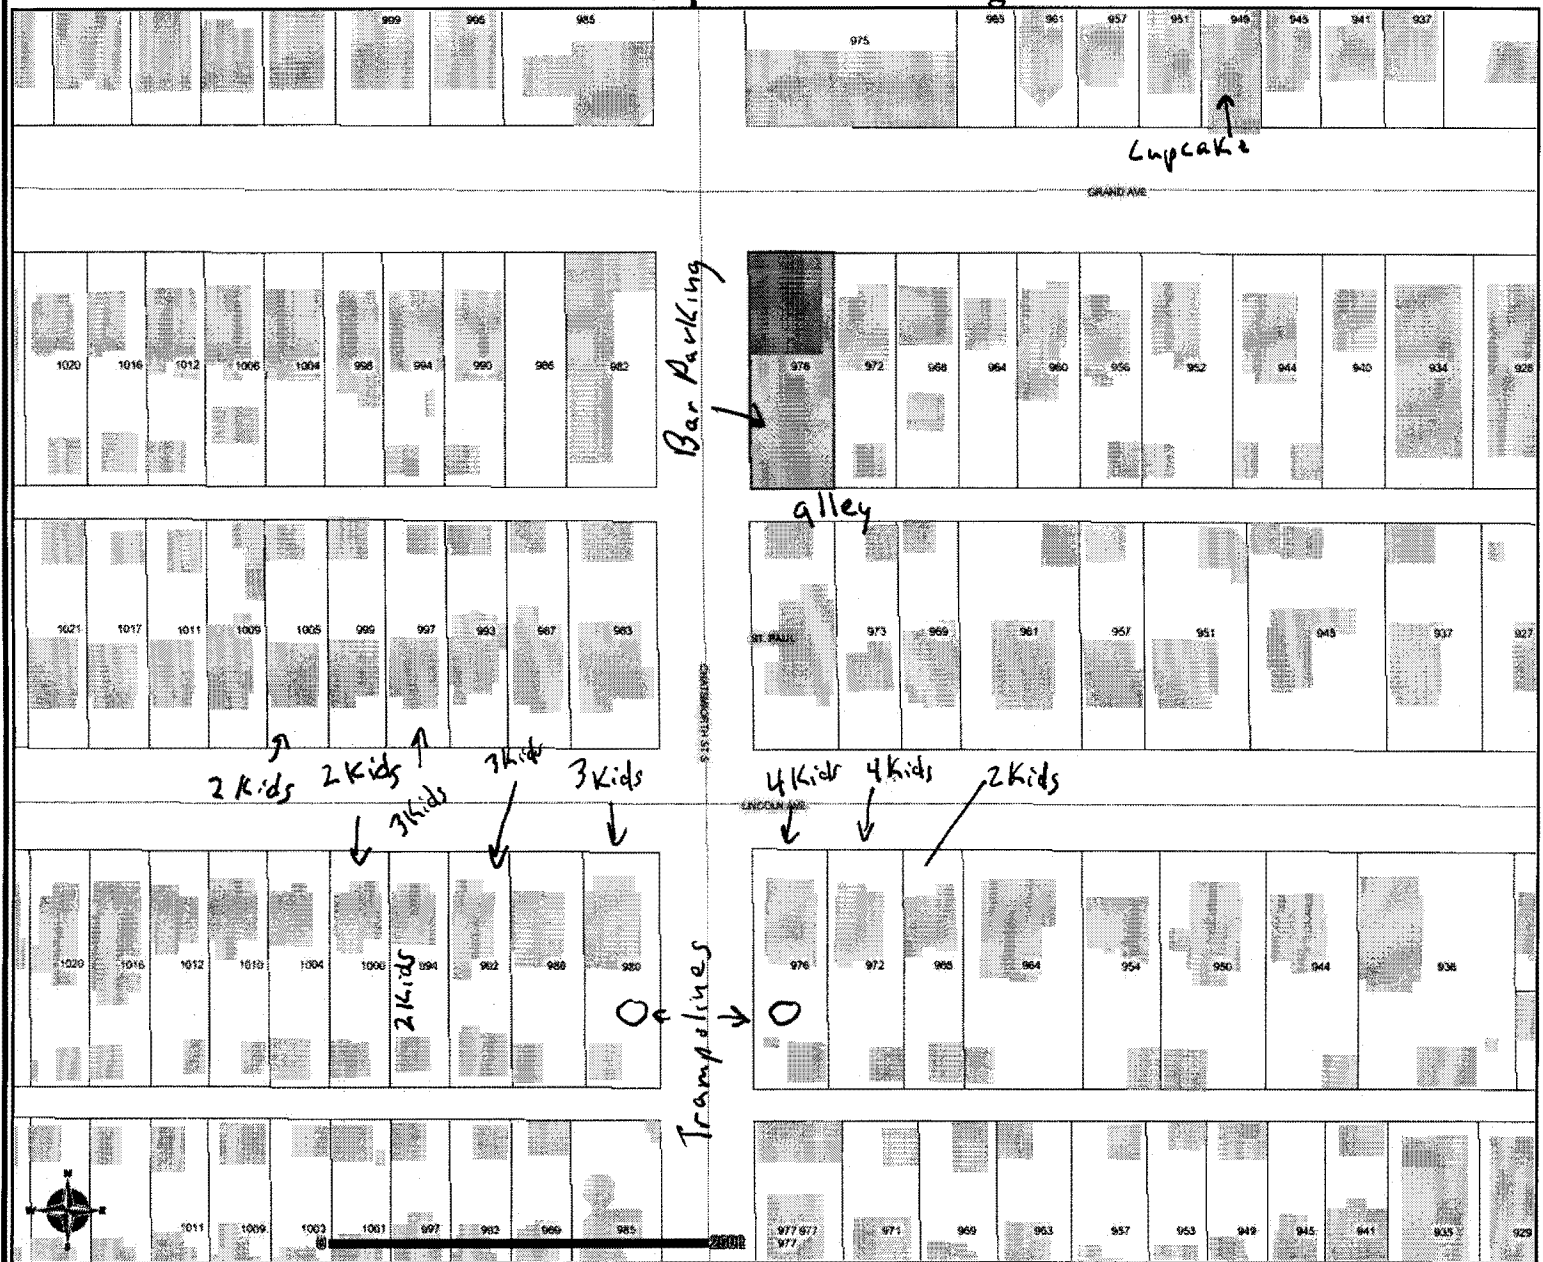 999 995 985 975 965 961 957 951 949 945 941 937
Cupcake
GRAND AVE
Bar Parking
1020 1016 1012 1006 1004 998 994 990 986 982 976 972 968 964 960 956 952 944 940 934 928
alley
1021 1017 1011 1009 1005 999 997 993 987 983 ST. PAUL 973 969 961 957 951 945 937 927
CHATSWORTH ST S
2 Kids 2 Kids 3 Kids 3 Kids 3 Kids 4 Kids 4 Kids 2 Kids
LINCOLN AVE
1020 1016 1012 1010 1004 1000 994 992 988 980 976 972 968 964 954 950 944 936
2 Kids
Trampolines
N
W E
S
1011 1009 1003 1001 997 992 989 985 977 977 971 969 963 957 953 949 945 941 935 929
977
0